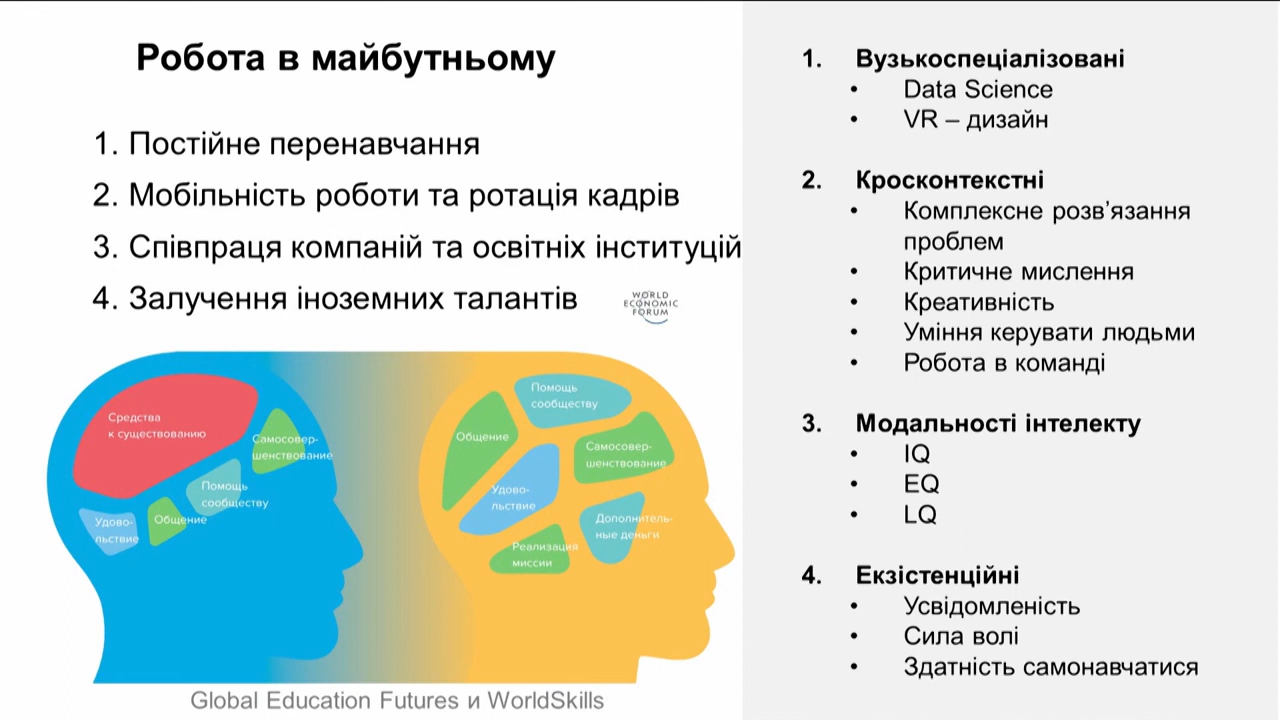 Робота в майбутньому
1. Постійне перенавчання
2. Мобільність роботи та ротація кадрів
3. Співпраця компаній та освітніх інституцій
4. Залучення іноземних талантів
WORLD
ECONOMIC
FORUM
Средства
к существованию
Самосовер-
шенствование
Помощь
сообществу
Общение
Удово-
льствие
Помощь
сообществу
Общение
Самосовер-
шенствование
Удово-
льствие
Дополнитель-
ные деньги
Реализация
миссии
Global Education Futures и WorldSkills
1. Вузькоспеціалізовані
• Data Science
• VR – дизайн
2. Кросконтекстні
• Комплексне розв’язання
проблем
• Критичне мислення
• Креативність
• Уміння керувати людьми
• Робота в команді
3. Модальності інтелекту
• IQ
• EQ
• LQ
4. Екзістенційні
• Усвідомленість
• Сила волі
• Здатність самонавчатися